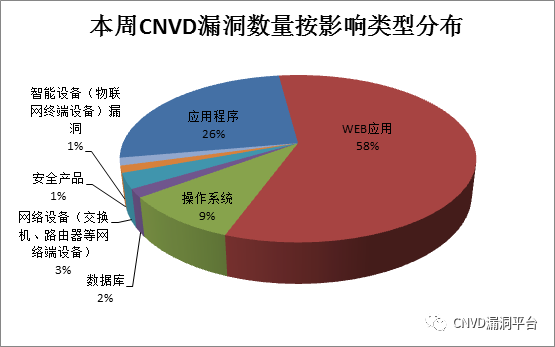 本周CNVD漏洞数量按影响类型分布
智能设备（物联
网终端设备）漏
洞
1%
应用程序
26%
WEB应用
58%
安全产品
1%
操作系统
9%
网络设备（交换
机、路由器等网
络端设备）
3%
数据库
2%
CNVD漏洞平台